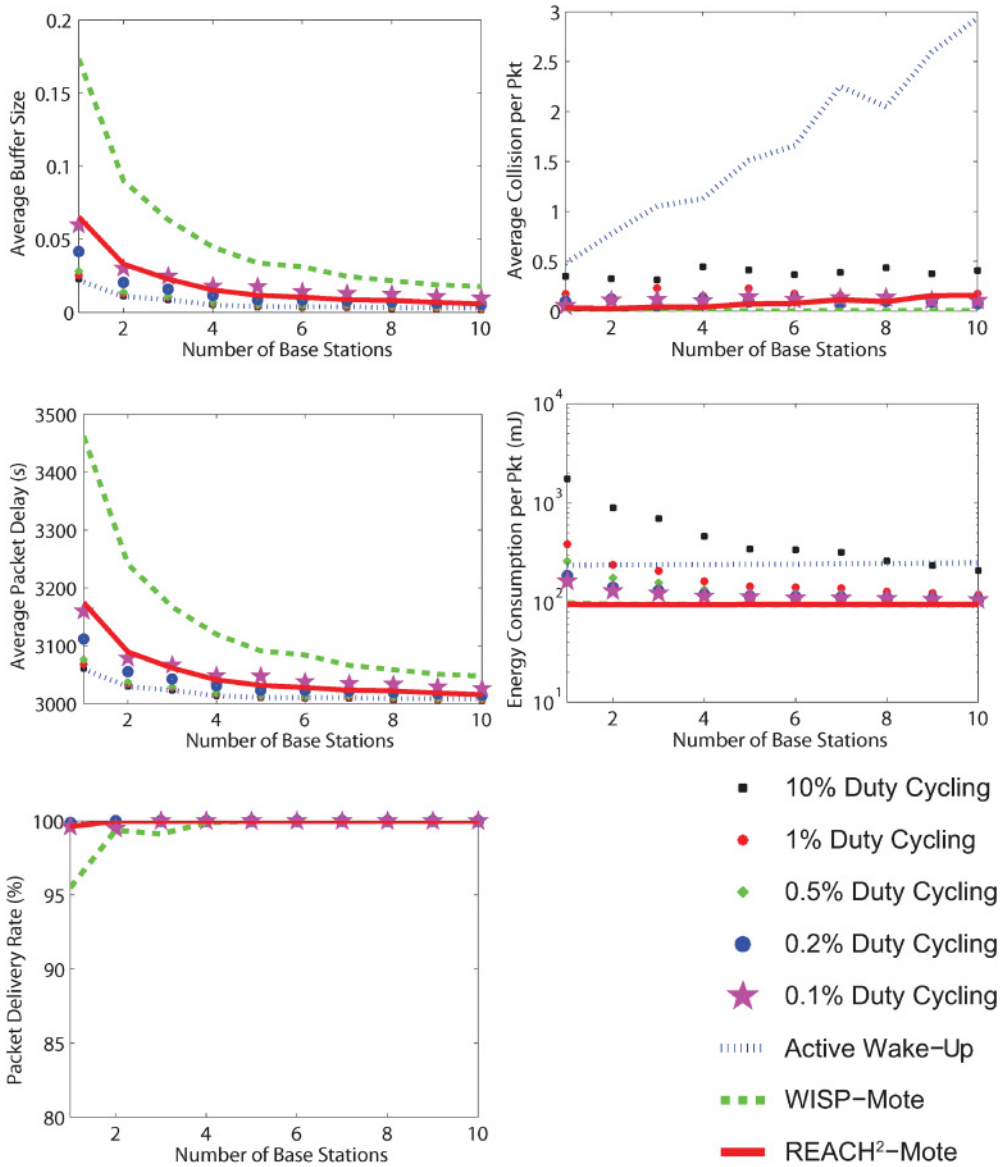 0.2
0.15
0.1
0.05
0
2 4 6 8 10
Number of Base Stations
Average Buffer Size
3
2.5
2
1.5
1
0.5
0
2 4 6 8 10
Number of Base Stations
Average Collision per Pkt
3500
3400
3300
3200
3100
3000
2 4 6 8 10
Number of Base Stations
Average Packet Delay (s)
10^4
10^3
10^2
10^1
2 4 6 8 10
Number of Base Stations
Energy Consumption per Pkt (mJ)
100
95
90
85
80
2 4 6 8 10
Number of Base Stations
Packet Delivery Rate (%)
10% Duty Cycling
1% Duty Cycling
0.5% Duty Cycling
0.2% Duty Cycling
0.1% Duty Cycling
Active Wake-Up
WISP-Mote
REACH²-Mote